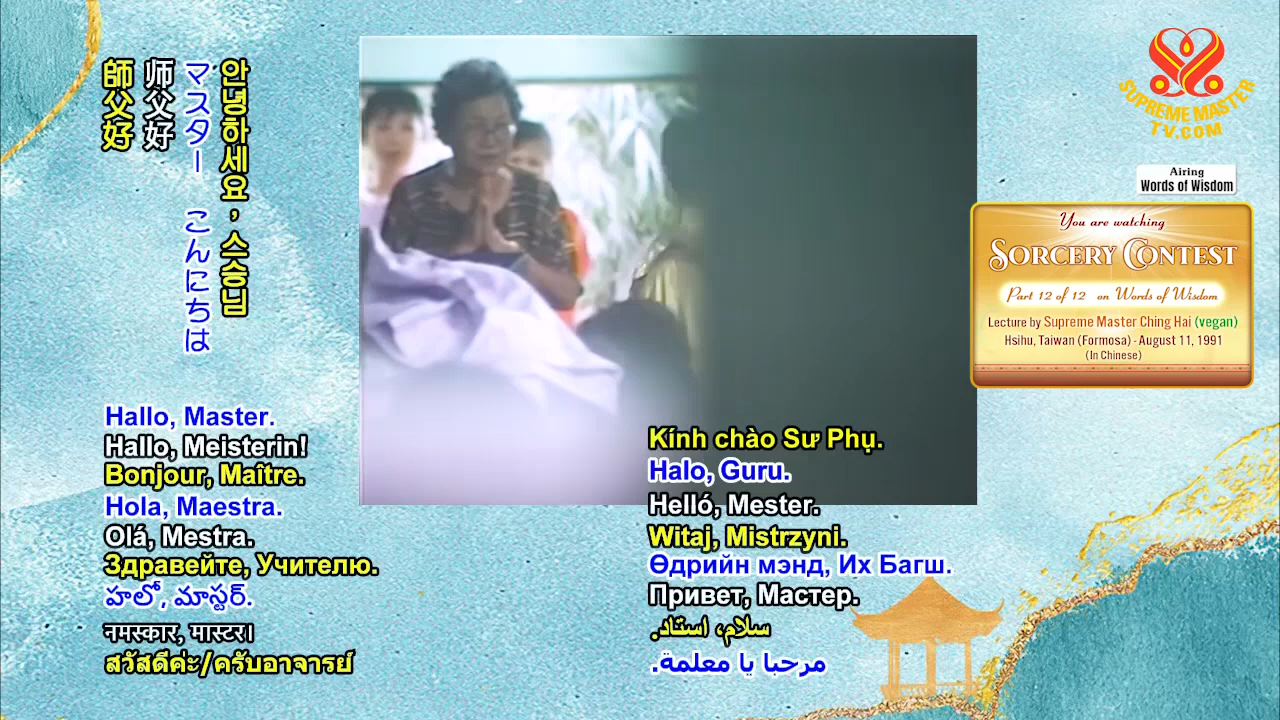 師父好
师父好
マスター こんにちは
안녕하세요, 스승님
Hallo, Master.
Hallo, Meisterin!
Bonjour, Maître.
Hola, Maestra.
Olá, Mestra.
Здравейте, Учителю.
హలో, మాస్టర్.
नमस्कार, मास्टर।
สวัสดีค่ะ/ครับอาจารย์
Kính chào Sư Phụ.
Halo, Guru.
Helló, Mester.
Witaj, Mistrzyni.
Өдрийн мэнд, Их Багш.
Привет, Мастер.
سلام، استاد.
مرحبا يا معلمة.
SUPREME MASTER
TV.COM
Airing
Words of Wisdom
You are watching
SORCERY CONTEST
Part 12 of 12 on Words of Wisdom
Lecture by Supreme Master Ching Hai (vegan)
Hsihu, Taiwan (Formosa) - August 11, 1991
(In Chinese)